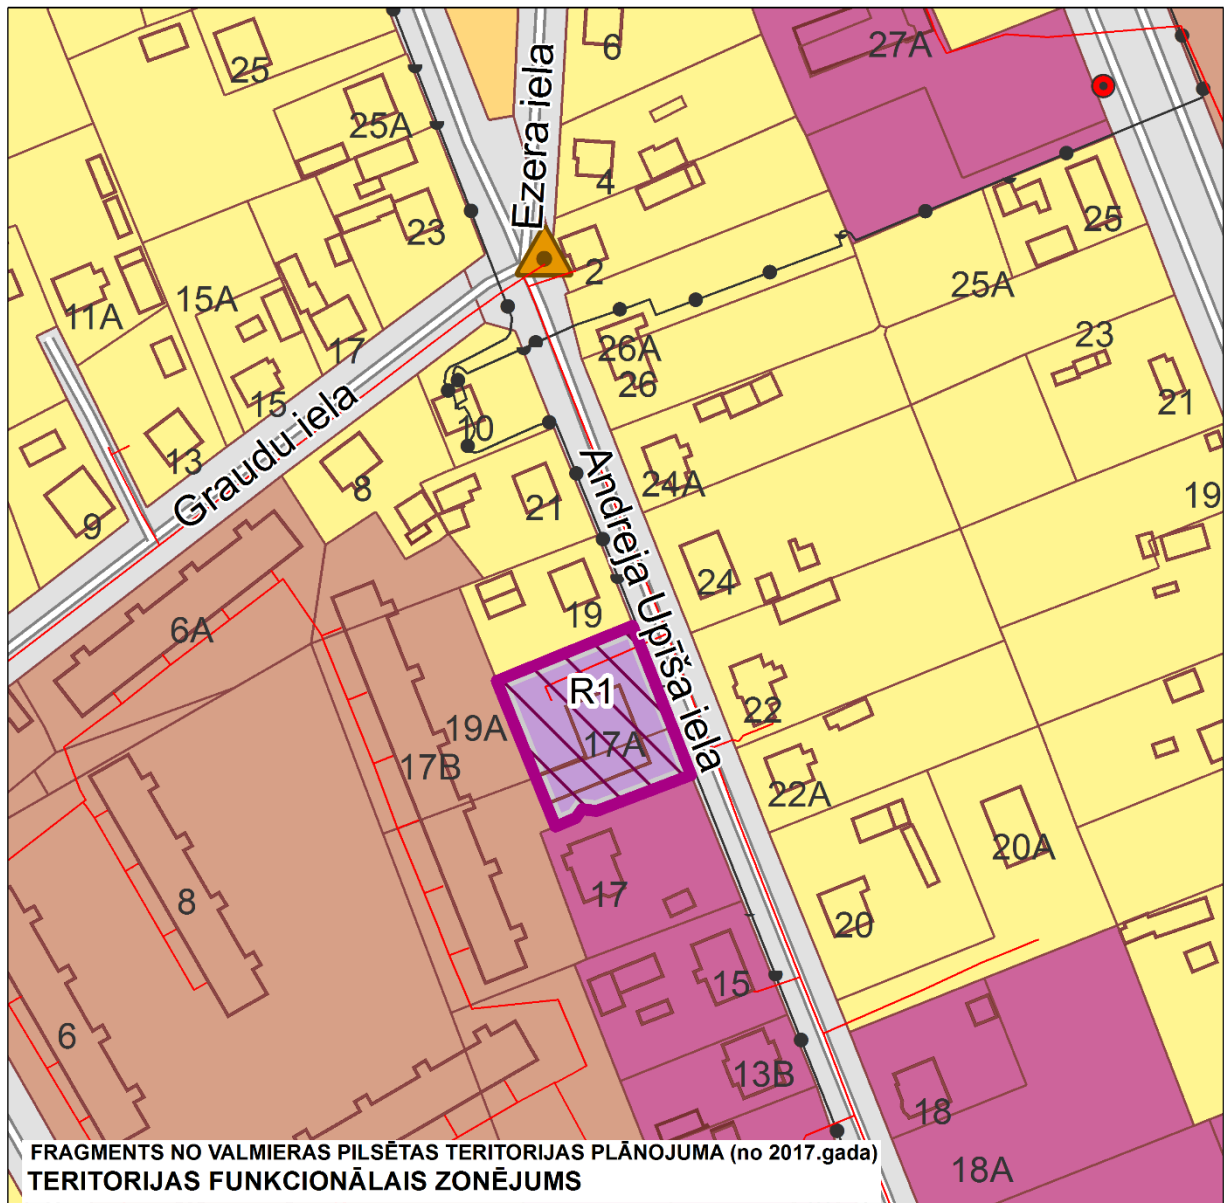 6
27A
25
Ezera iela
25A
4
23
25
2
15A
25A
11A
17
26A
23
26
21
15
10
13
Graudu iela
8
24A
19
21
9
Andreja Upīša iela
24
19
6A
R1
22
19A
17A
17B
22A
20A
17
8
20
15
6
13B
18
FRAGMENTS NO VALMIERAS PILSĒTAS TERITORIJAS PLĀNOJUMA (no 2017.gada)
18A
TERITORIJAS FUNKCIONĀLAIS ZONĒJUMS